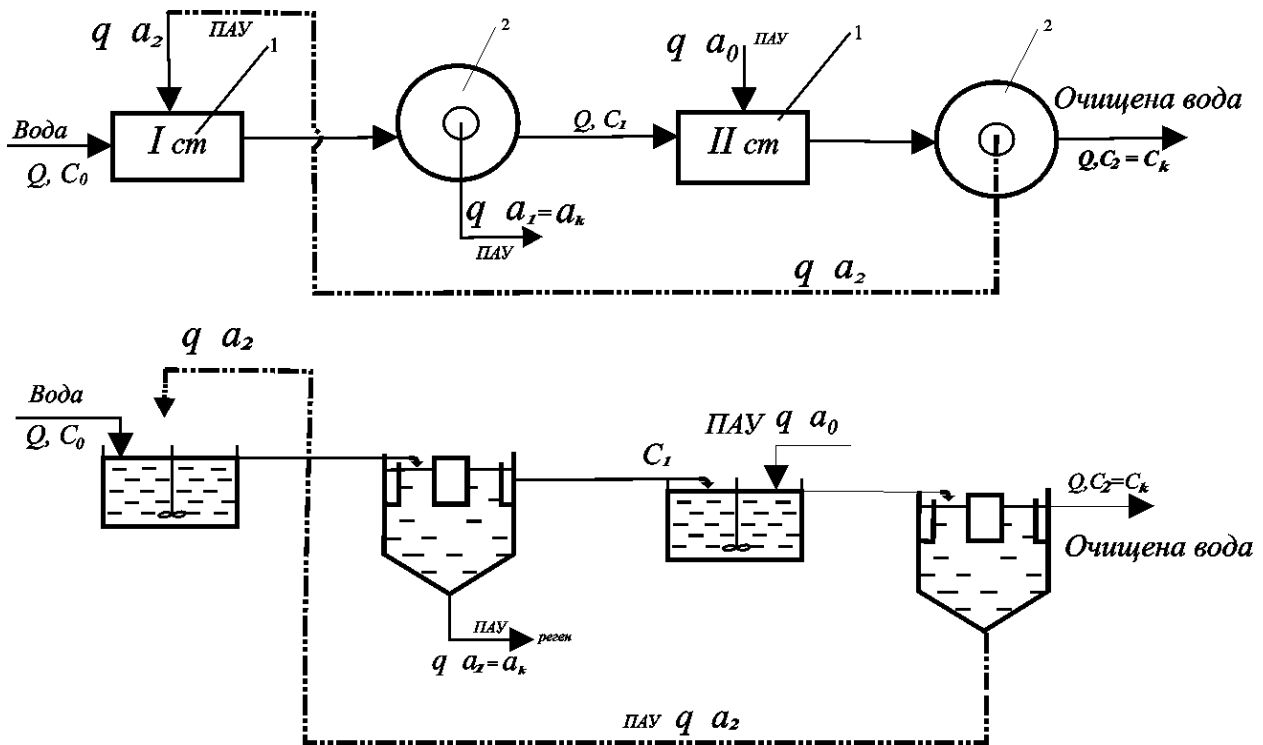 q a₂ ПАУ
1
2
q a₀ ПАУ
1
2
Вода
Q, C₀
I ст
Q, C₁
II ст
Очищена вода
Q,C₂ = Cₖ
q a₁=aₖ
ПАУ
q a₂
q a₂
Вода
Q, C₀
C₁
ПАУ q a₀
Q,C₂=Cₖ
Очищена вода
ПАУ
реген
q a₁=aₖ
ПАУ q a₂